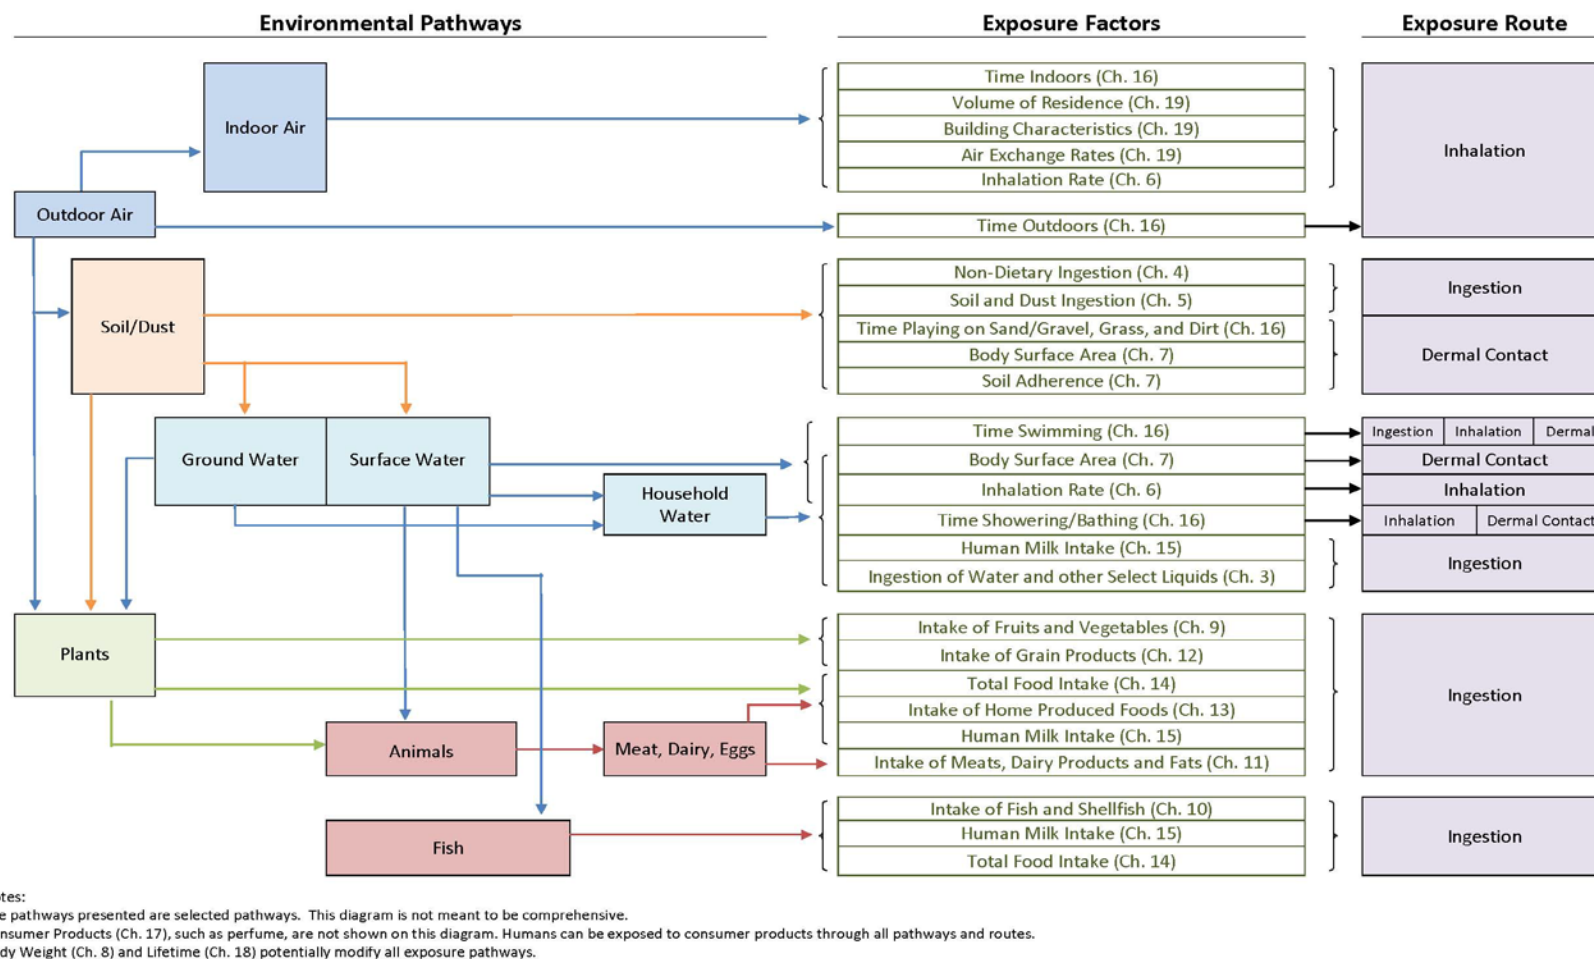 Environmental Pathways
Exposure Factors
Exposure Route
Indoor Air
Outdoor Air
Time Indoors (Ch. 16)
Volume of Residence (Ch. 19)
Building Characteristics (Ch. 19)
Air Exchange Rates (Ch. 19)
Inhalation Rate (Ch. 6)
Time Outdoors (Ch. 16)
Inhalation
Soil/Dust
Non-Dietary Ingestion (Ch. 4)
Soil and Dust Ingestion (Ch. 5)
Time Playing on Sand/Gravel, Grass, and Dirt (Ch. 16)
Body Surface Area (Ch. 7)
Soil Adherence (Ch. 7)
Ingestion
Dermal Contact
Ground Water
Surface Water
Household
Water
Time Swimming (Ch. 16)
Body Surface Area (Ch. 7)
Inhalation Rate (Ch. 6)
Time Showering/Bathing (Ch. 16)
Human Milk Intake (Ch. 15)
Ingestion of Water and other Select Liquids (Ch. 3)
Ingestion
Inhalation
Dermal
Dermal Contact
Inhalation
Inhalation
Dermal Contact
Ingestion
Plants
Animals
Meat, Dairy, Eggs
Intake of Fruits and Vegetables (Ch. 9)
Intake of Grain Products (Ch. 12)
Total Food Intake (Ch. 14)
Intake of Home Produced Foods (Ch. 13)
Human Milk Intake (Ch. 15)
Intake of Meats, Dairy Products and Fats (Ch. 11)
Ingestion
Fish
Intake of Fish and Shellfish (Ch. 10)
Human Milk Intake (Ch. 15)
Total Food Intake (Ch. 14)
Ingestion
tes:
e pathways presented are selected pathways. This diagram is not meant to be comprehensive.
nsumer Products (Ch. 17), such as perfume, are not shown on this diagram. Humans can be exposed to consumer products through all pathways and routes.
dy Weight (Ch. 8) and Lifetime (Ch. 18) potentially modify all exposure pathways.